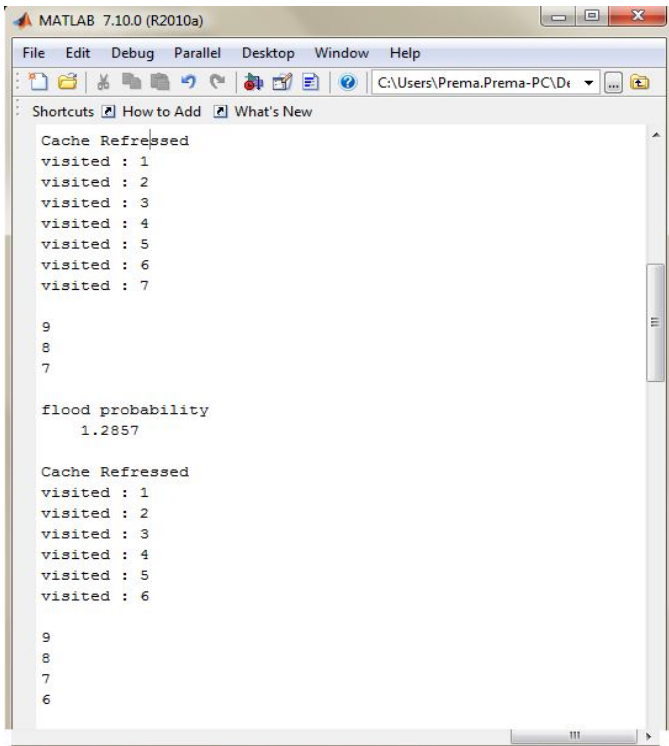 MATLAB 7.10.0 (R2010a)
File Edit Debug Parallel Desktop Window Help
C:\Users\Prema.Prema-PC\De
Shortcuts How to Add What's New
Cache Refressed
visited : 1
visited : 2
visited : 3
visited : 4
visited : 5
visited : 6
visited : 7
9
8
7
flood probability
1.2857
Cache Refressed
visited : 1
visited : 2
visited : 3
visited : 4
visited : 5
visited : 6
9
8
7
6